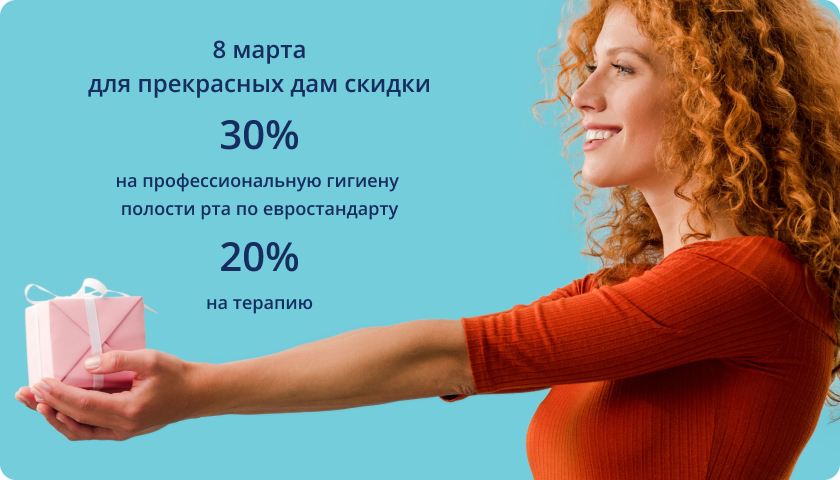 8 марта
для прекрасных дам скидки
30%
на профессиональную гигиену
полости рта по евростандарту
20%
на терапию